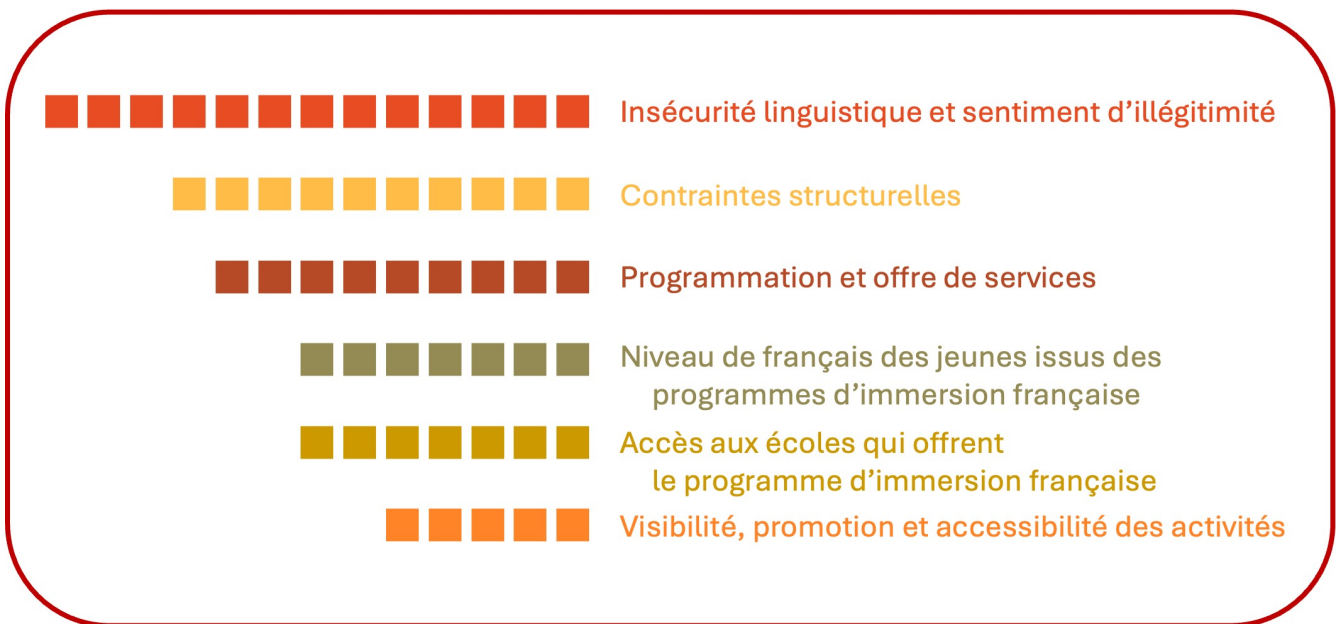 Insécurité linguistique et sentiment d’illégitimité
Contraintes structurelles
Programmation et offre de services
Niveau de français des jeunes issus des
programmes d’immersion française
Accès aux écoles qui offrent
le programme d’immersion française
Visibilité, promotion et accessibilité des activités